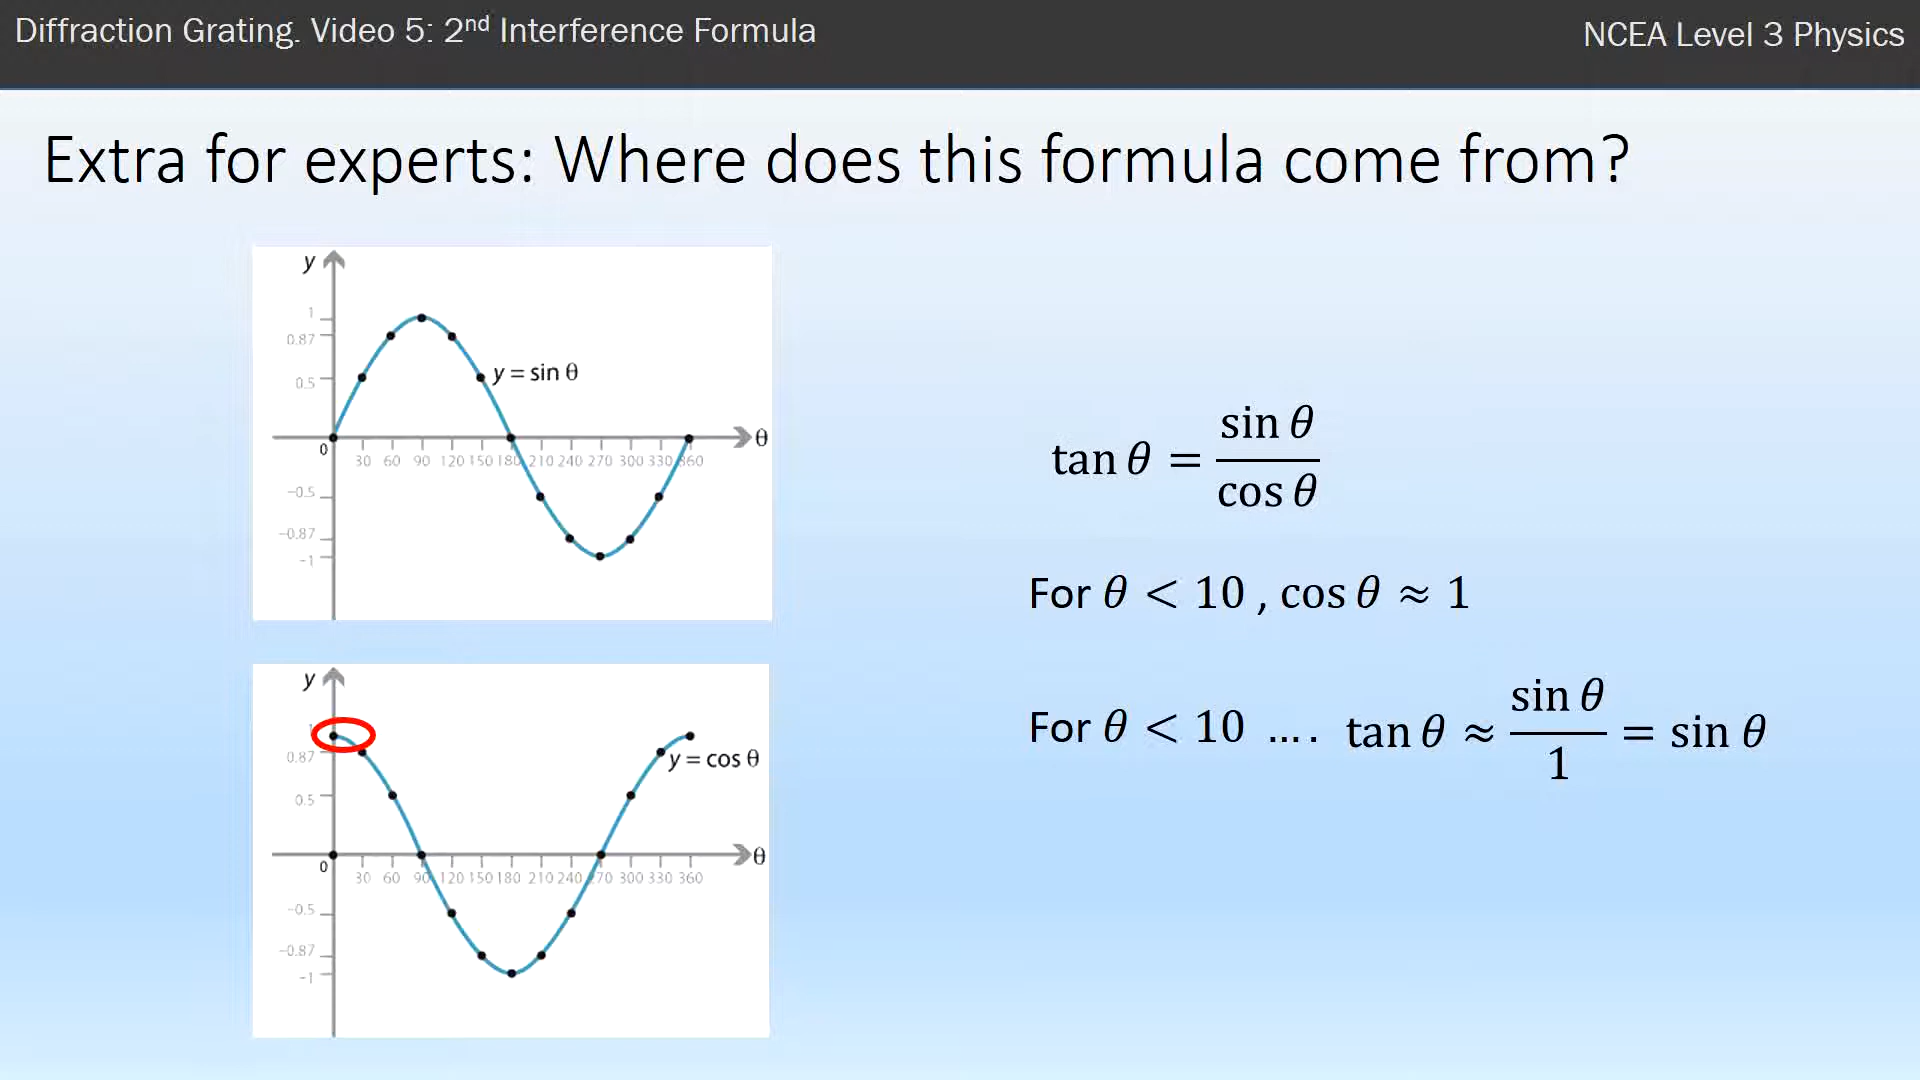 Diffraction Grating. Video 5: 2nd Interference Formula
NCEA Level 3 Physics
Extra for experts: Where does this formula come from?
y
1
0.87
0.5
y = sin θ
θ
0
30 60 90 120 150 180 210 240 270 300 330 360
−0.5
−0.87
−1
y
1
0.87
0.5
y = cos θ
θ
0
30 60 90 120 150 180 210 240 270 300 330 360
−0.5
−0.87
−1
tan θ = sin θ / cos θ
For θ < 10 , cos θ ≈ 1
For θ < 10 .... tan θ ≈ sin θ / 1 = sin θ